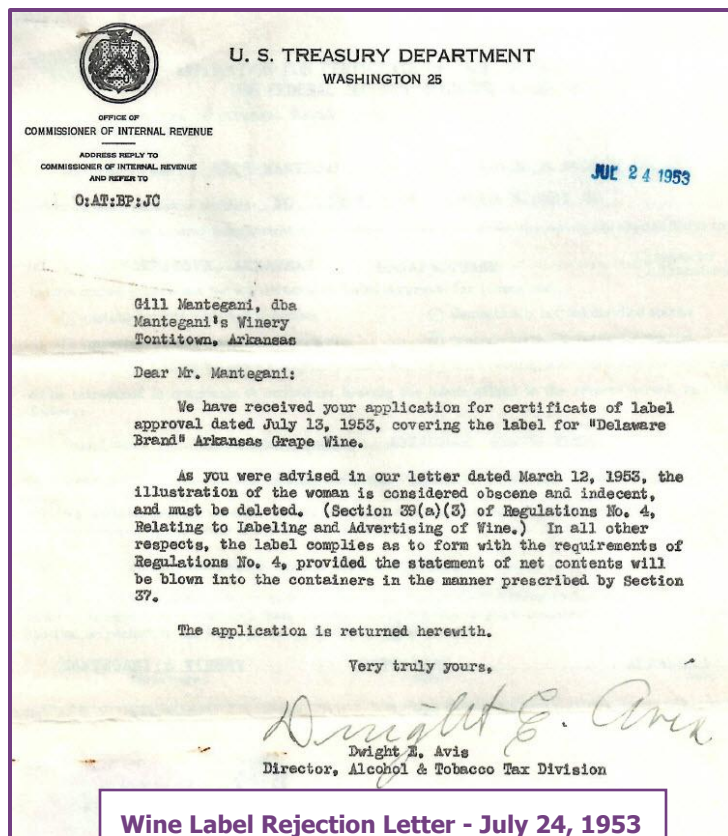 U. S. TREASURY DEPARTMENT
WASHINGTON 25
OFFICE OF
COMMISSIONER OF INTERNAL REVENUE
ADDRESS REPLY TO
COMMISSIONER OF INTERNAL REVENUE
AND REFER TO
O:AT:BP:JC
JUL 24 1953
Gill Mantegani, dba
Mantegani's Winery
Tontitown, Arkansas
Dear Mr. Mantegani:
We have received your application for certificate of label
approval dated July 13, 1953, covering the label for "Delaware
Brand" Arkansas Grape Wine.
As you were advised in our letter dated March 12, 1953, the
illustration of the woman is considered obscene and indecent,
and must be deleted. (Section 39(a)(3) of Regulations No. 4,
Relating to Labeling and Advertising of Wine.) In all other
respects, the label complies as to form with the requirements of
Regulations No. 4, provided the statement of net contents will
be blown into the containers in the manner prescribed by Section
37.
The application is returned herewith.
Very truly yours,
Dwight E. Avis
Dwight E. Avis
Director, Alcohol & Tobacco Tax Division
Wine Label Rejection Letter - July 24, 1953